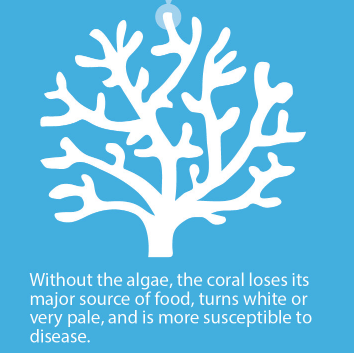 Without the algae, the coral loses its
major source of food, turns white or
very pale, and is more susceptible to
disease.